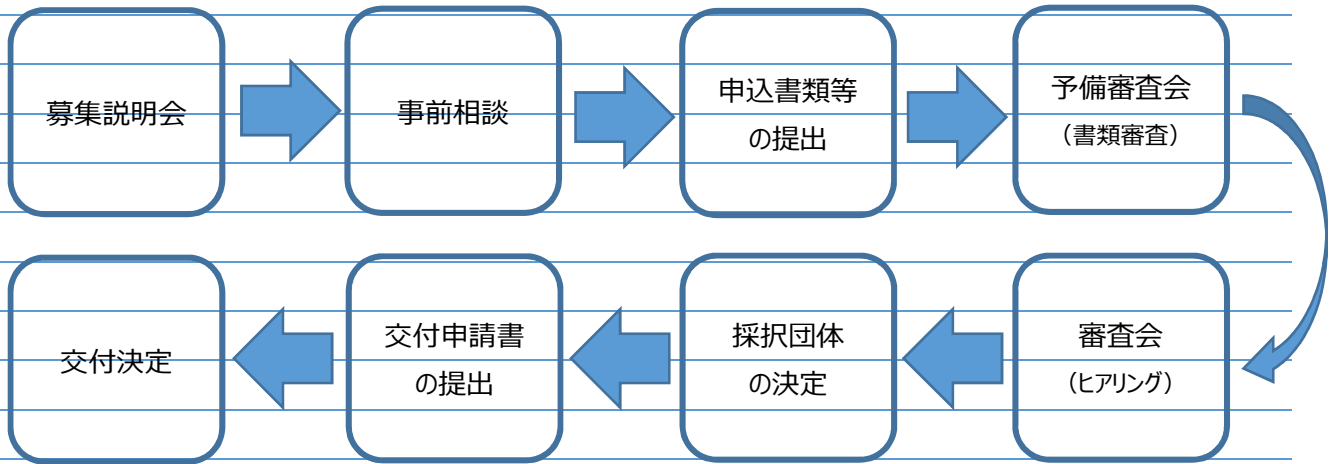 募集説明会
事前相談
申込書類等
の提出
予備審査会
（書類審査）
審査会
（ヒアリング）
採択団体
の決定
交付申請書
の提出
交付決定